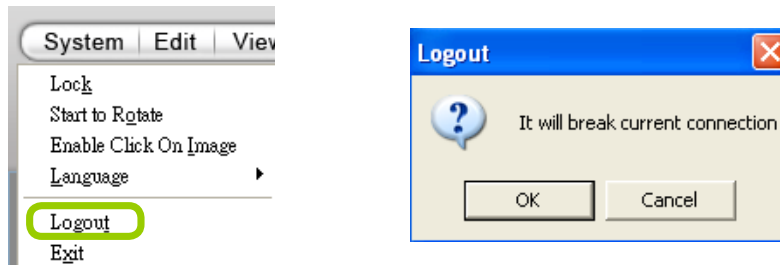 System Edit View
Lock
Start to Rotate
Enable Click On Image
Language
Logout
Exit
Logout
It will break current connection
OK Cancel